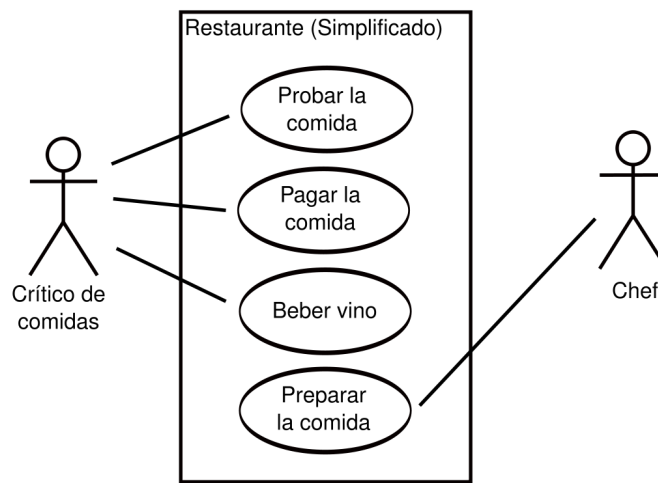 Restaurante (Simplificado)
Probar la
comida
Pagar la
comida
Beber vino
Preparar
la comida
Crítico de
comidas
Chef